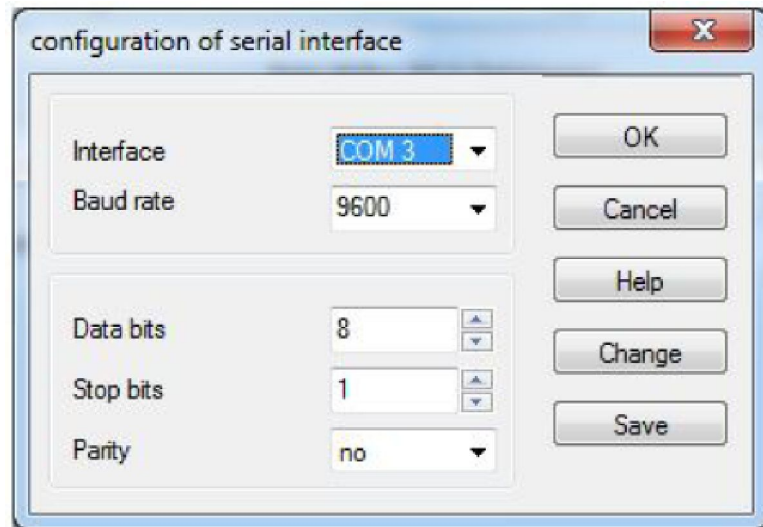 configuration of serial interface
X
Interface COM 3
Baud rate 9600
Data bits 8
Stop bits 1
Parity no
OK
Cancel
Help
Change
Save